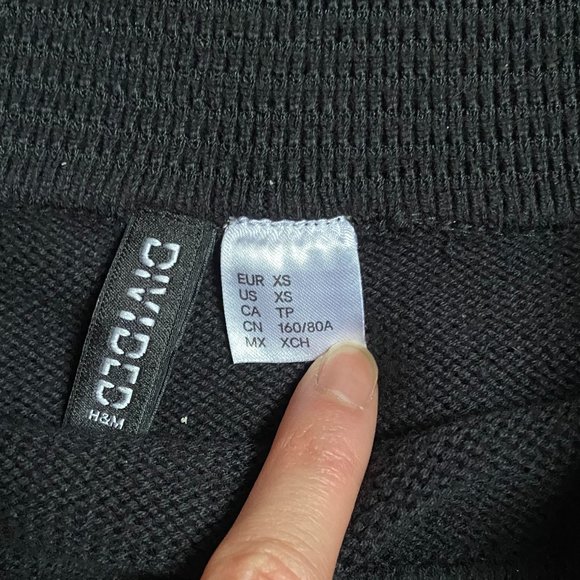 DIVIDED
H&M
EUR XS
US XS
CA TP
CN 160/80A
MX XCH